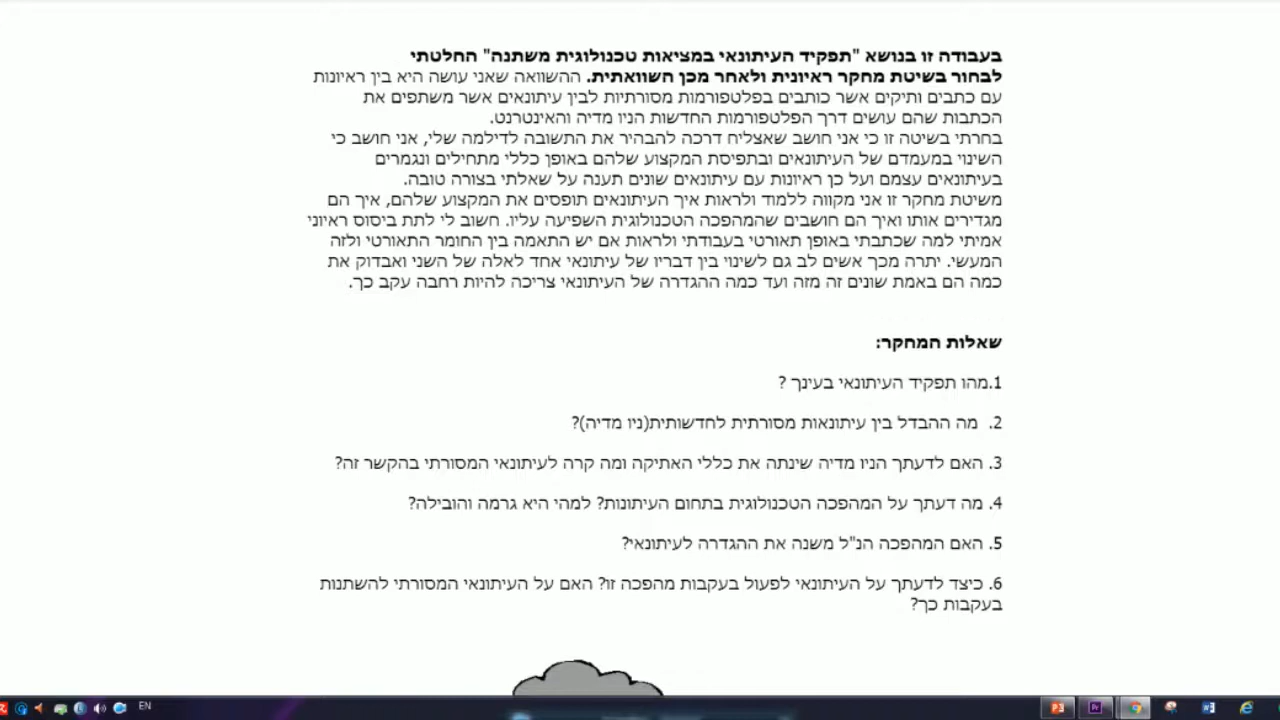 בעבודה זו בנושא "תפקיד העיתונאי במציאות טכנולוגית משתנה" החלטתי
לבחור בשיטת מחקר ראיונית ולאחר מכן השוואתית. ההשוואה שאני עושה היא בין ראיונות
עם כתבים ותיקים אשר כותבים בפלטפורמות מסורתיות לבין עיתונאים אשר משתפים את
הכתבות שהם עושים דרך הפלטפורמות החדשות הניו מדיה והאינטרנט.
בחרתי בשיטה זו כי אני חושב שאצליח דרכה להבהיר את התשובה לדילמה שלי, אני חושב כי
השינוי במעמדם של העיתונאים ובתפיסת המקצוע שלהם באופן כללי מתחילים ונגמרים
בעיתונאים עצמם ועל כן ראיונות עם עיתונאים שונים תענה על שאלתי בצורה טובה.
משיטת מחקר זו אני מקווה ללמוד ולראות איך העיתונאים תופסים את המקצוע שלהם, איך הם
מגדירים אותו ואיך הם חושבים שהמהפכה הטכנולוגית השפיעה עליו. חשוב לי לתת ביסוס ראיוני
אמיתי למה שכתבתי באופן תאורטי בעבודתי ולראות אם יש התאמה בין החומר התאורטי ולזה
המעשי. יתרה מכך אשים לב גם לשינוי בין דבריו של עיתונאי אחד לאלה של השני ואבדוק את
כמה הם באמת שונים זה מזה ועד כמה ההגדרה של העיתונאי צריכה להיות רחבה עקב כך.
שאלות המחקר:
1.מהו תפקיד העיתונאי בעינך ?
2. מה ההבדל בין עיתונאות מסורתית לחדשותית(ניו מדיה)?
3. האם לדעתך הניו מדיה שינתה את כללי האתיקה ומה קרה לעיתונאי המסורתי בהקשר זה?
4. מה דעתך על המהפכה הטכנולוגית בתחום העיתונות? למהי היא גרמה והובילה?
5. האם המהפכה הנ"ל משנה את ההגדרה לעיתונאי?
6. כיצד לדעתך על העיתונאי לפעול בעקבות מהפכה זו? האם על העיתונאי המסורתי להשתנות
בעקבות כך?
EN